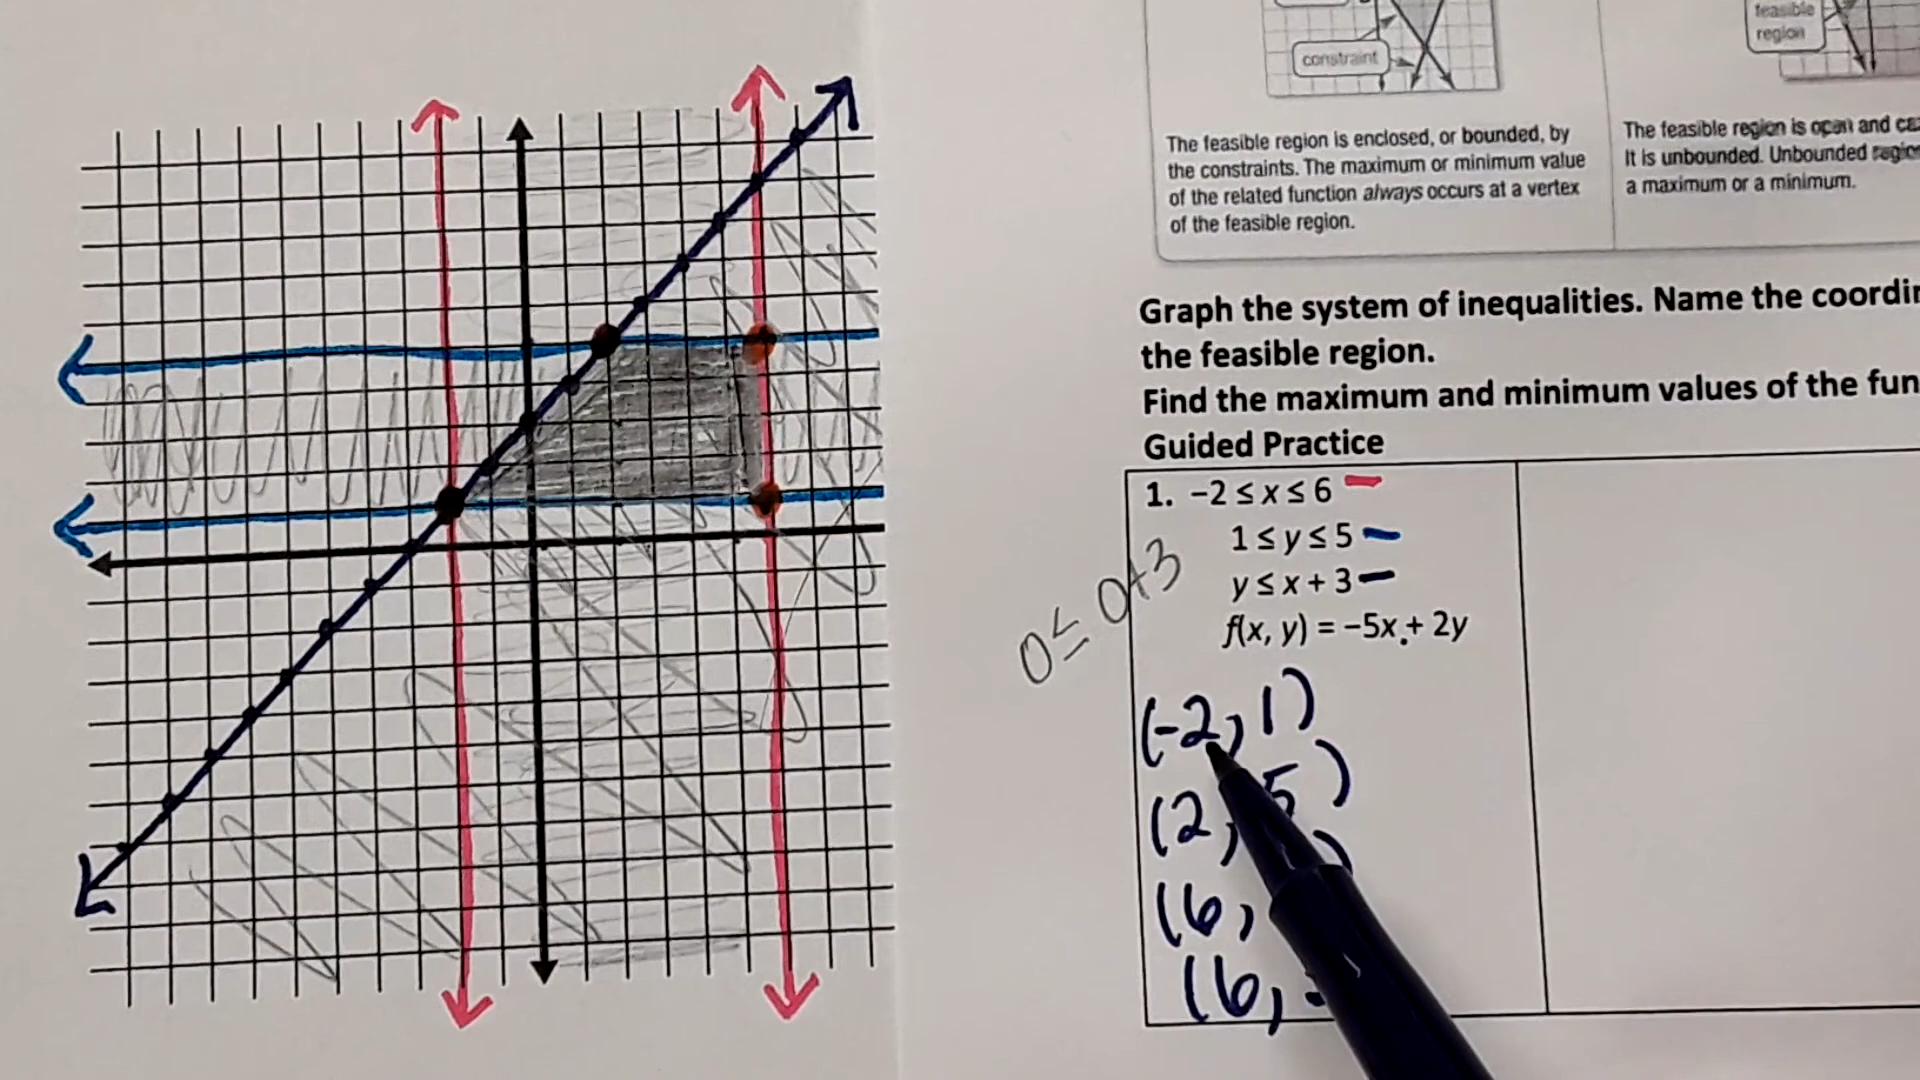 constraint
feasible
region
The feasible region is enclosed, or bounded, by
the constraints. The maximum or minimum value
of the related function always occurs at a vertex
of the feasible region.
The feasible region is open and
It is unbounded. Unbounded
a maximum or a minimum.
Graph the system of inequalities. Name the
the feasible region.
Find the maximum and minimum values of the
Guided Practice
1. −2 ≤ x ≤ 6
1 ≤ y ≤ 5
y ≤ x + 3
f(x, y) = −5x + 2y
0 ≤ 0+3
(-2, 1)
(2, 5)
(6, )
(6,